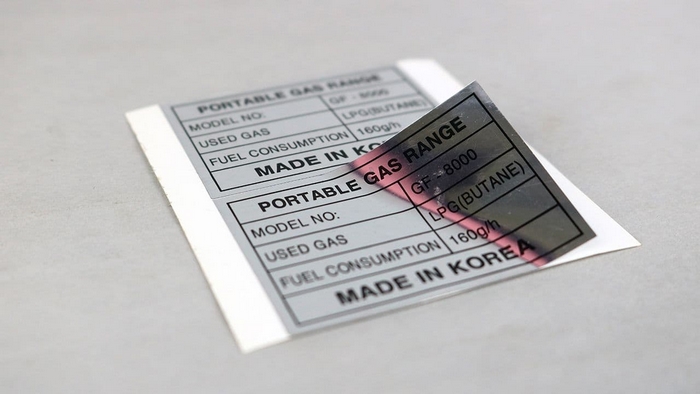 PORTABLE GAS RANGE
MODEL NO: GF - 8000
USED GAS LPG(BUTANE)
FUEL CONSUMPTION 160g/h
MADE IN KO
PORTABLE GAS RANGE
MODEL NO: GF - 8000
USED GAS LPG(BUTANE)
FUEL CONSUMPTION 160g/h
MADE IN KOREA